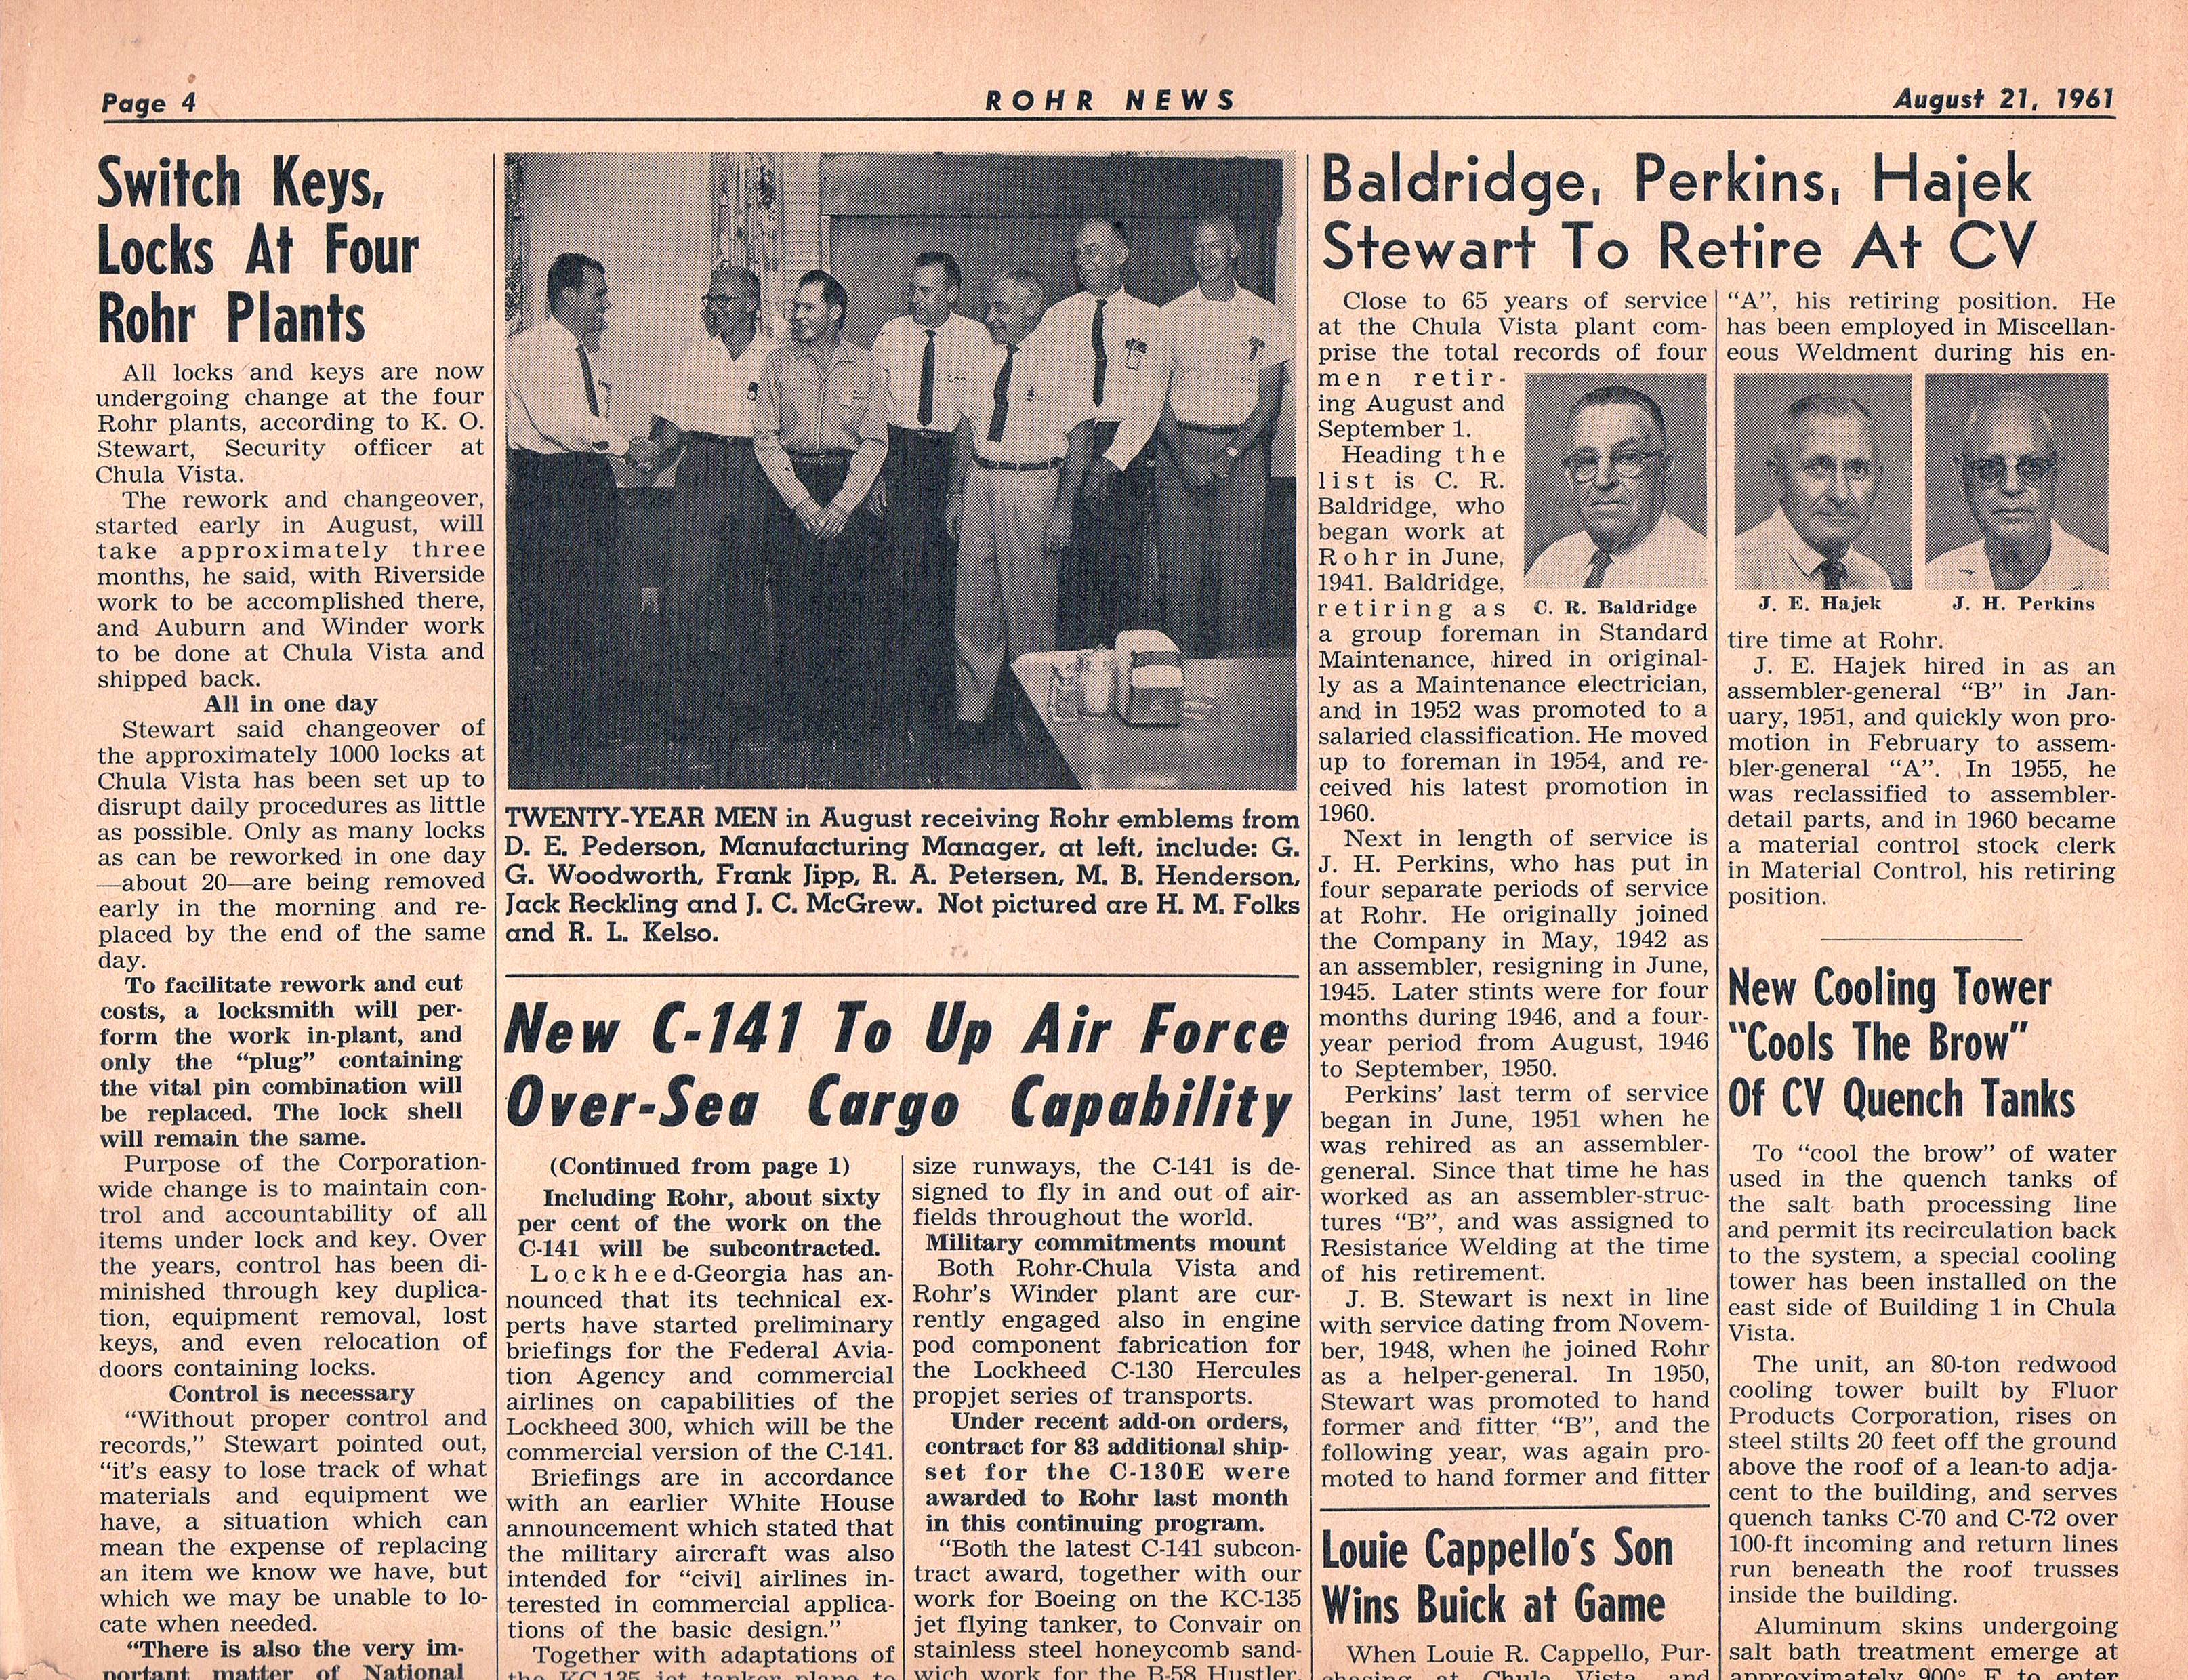 Page 4
ROHR NEWS
August 21, 1961
Switch Keys,
Locks At Four
Rohr Plants
All locks and keys are now
undergoing change at the four
Rohr plants, according to K. O.
Stewart, Security officer at
Chula Vista.
The rework and changeover,
started early in August, will
take approximately three
months, he said, with Riverside
work to be accomplished there,
and Auburn and Winder work
to be done at Chula Vista and
shipped back.
All in one day
Stewart said changeover of
the approximately 1000 locks at
Chula Vista has been set up to
disrupt daily procedures as little
as possible. Only as many locks
as can be reworked in one day
—about 20—are being removed
early in the morning and re-
placed by the end of the same
day.
To facilitate rework and cut
costs, a locksmith will per-
form the work in-plant, and
only the “plug” containing
the vital pin combination will
be replaced. The lock shell
will remain the same.
Purpose of the Corporation-
wide change is to maintain con-
trol and accountability of all
items under lock and key. Over
the years, control has been di-
minished through key duplica-
tion, equipment removal, lost
keys, and even relocation of
doors containing locks.
Control is necessary
“Without proper control and
records,” Stewart pointed out,
“it's easy to lose track of what
materials and equipment we
have, a situation which can
mean the expense of replacing
an item we know we have, but
which we may be unable to lo-
cate when needed.
“There is also the very im-
portant matter of National
TWENTY-YEAR MEN in August receiving Rohr emblems from
D. E. Pederson, Manufacturing Manager, at left, include: G.
G. Woodworth, Frank Jipp, R. A. Petersen, M. B. Henderson,
Jack Reckling and J. C. McGrew. Not pictured are H. M. Folks
and R. L. Kelso.
New C-141 To Up Air Force
Over-Sea Cargo Capability
(Continued from page 1)
Including Rohr, about sixty
per cent of the work on the
C-141 will be subcontracted.
Lockheed-Georgia has an-
nounced that its technical ex-
perts have started preliminary
briefings for the Federal Avia-
tion Agency and commercial
airlines on capabilities of the
Lockheed 300, which will be the
commercial version of the C-141.
Briefings are in accordance
with an earlier White House
announcement which stated that
the military aircraft was also
intended for “civil airlines in-
terested in commercial applica-
tions of the basic design.”
Together with adaptations of
the KC-135 jet tanker plane to
size runways, the C-141 is de-
signed to fly in and out of air-
fields throughout the world.
Military commitments mount
Both Rohr-Chula Vista and
Rohr's Winder plant are cur-
rently engaged also in engine
pod component fabrication for
the Lockheed C-130 Hercules
propjet series of transports.
Under recent add-on orders,
contract for 83 additional ship-
set for the C-130E were
awarded to Rohr last month
in this continuing program.
“Both the latest C-141 subcon-
tract award, together with our
work for Boeing on the KC-135
jet flying tanker, to Convair on
stainless steel honeycomb sand-
wich work for the B-58 Hustler,
Baldridge, Perkins, Hajek
Stewart To Retire At CV
Close to 65 years of service
at the Chula Vista plant com-
prise the total records of four
men retir-
ing August and
September 1.
Heading the
list is C. R.
Baldridge, who
began work at
Rohr in June,
1941. Baldridge,
retiring as
C. R. Baldridge
a group foreman in Standard
Maintenance, hired in original-
ly as a Maintenance electrician,
and in 1952 was promoted to a
salaried classification. He moved
up to foreman in 1954, and re-
ceived his latest promotion in
1960.
Next in length of service is
J. H. Perkins, who has put in
four separate periods of service
at Rohr. He originally joined
the Company in May, 1942 as
an assembler, resigning in June,
1945. Later stints were for four
months during 1946, and a four-
year period from August, 1946
to September, 1950.
Perkins' last term of service
began in June, 1951 when he
was rehired as an assembler-
general. Since that time he has
worked as an assembler-struc-
tures “B”, and was assigned to
Resistance Welding at the time
of his retirement.
J. B. Stewart is next in line
with service dating from Novem-
ber, 1948, when he joined Rohr
as a helper-general. In 1950,
Stewart was promoted to hand
former and fitter “B”, and the
following year, was again pro-
moted to hand former and fitter
“A”, his retiring position. He
has been employed in Miscellan-
eous Weldment during his en-
J. E. Hajek
J. H. Perkins
tire time at Rohr.
J. E. Hajek hired in as an
assembler-general “B” in Jan-
uary, 1951, and quickly won pro-
motion in February to assem-
bler-general “A”. In 1955, he
was reclassified to assembler-
detail parts, and in 1960 became
a material control stock clerk
in Material Control, his retiring
position.
Louie Cappello's Son
Wins Buick at Game
When Louie R. Cappello, Pur-
chasing at Chula Vista, and
New Cooling Tower
“Cools The Brow”
Of CV Quench Tanks
To “cool the brow” of water
used in the quench tanks of
the salt bath processing line
and permit its recirculation back
to the system, a special cooling
tower has been installed on the
east side of Building 1 in Chula
Vista.
The unit, an 80-ton redwood
cooling tower built by Fluor
Products Corporation, rises on
steel stilts 20 feet off the ground
above the roof of a lean-to adja-
cent to the building, and serves
quench tanks C-70 and C-72 over
100-ft incoming and return lines
run beneath the roof trusses
inside the building.
Aluminum skins undergoing
salt bath treatment emerge at
approximately 900° F to enter